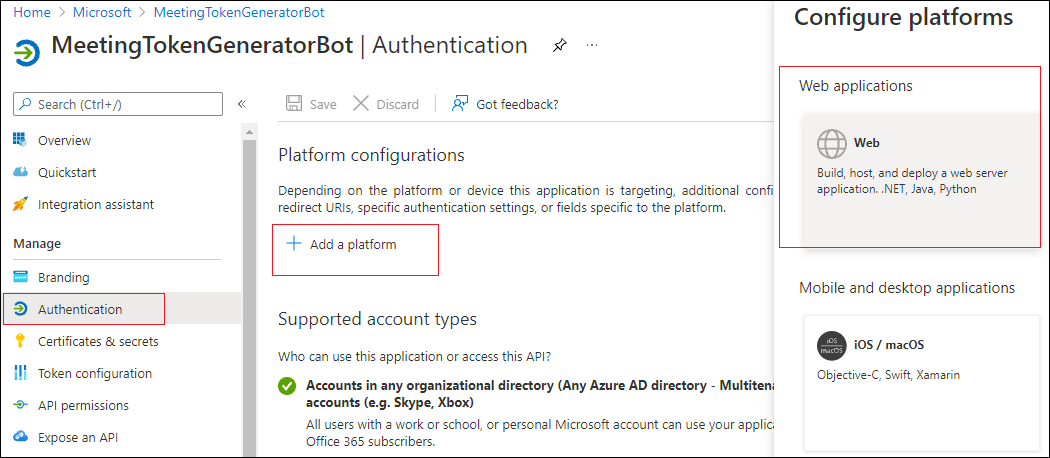 Home > Microsoft > MeetingTokenGeneratorBot
MeetingTokenGeneratorBot | Authentication
Search (Ctrl+/)
Overview
Quickstart
Integration assistant
Manage
Branding
Authentication
Certificates & secrets
Token configuration
API permissions
Expose an API
Save Discard Got feedback?
Platform configurations
Depending on the platform or device this application is targeting, additional confi
redirect URIs, specific authentication settings, or fields specific to the platform.
Add a platform
Supported account types
Who can use this application or access this API?
Accounts in any organizational directory (Any Azure AD directory - Multitena
accounts (e.g. Skype, Xbox)
All users with a work or school, or personal Microsoft account can use your applica
Office 365 subscribers.
Configure platforms
Web applications
Web
Build, host, and deploy a web server
application. .NET, Java, Python
Mobile and desktop applications
iOS
macOS
iOS / macOS
Objective-C, Swift, Xamarin